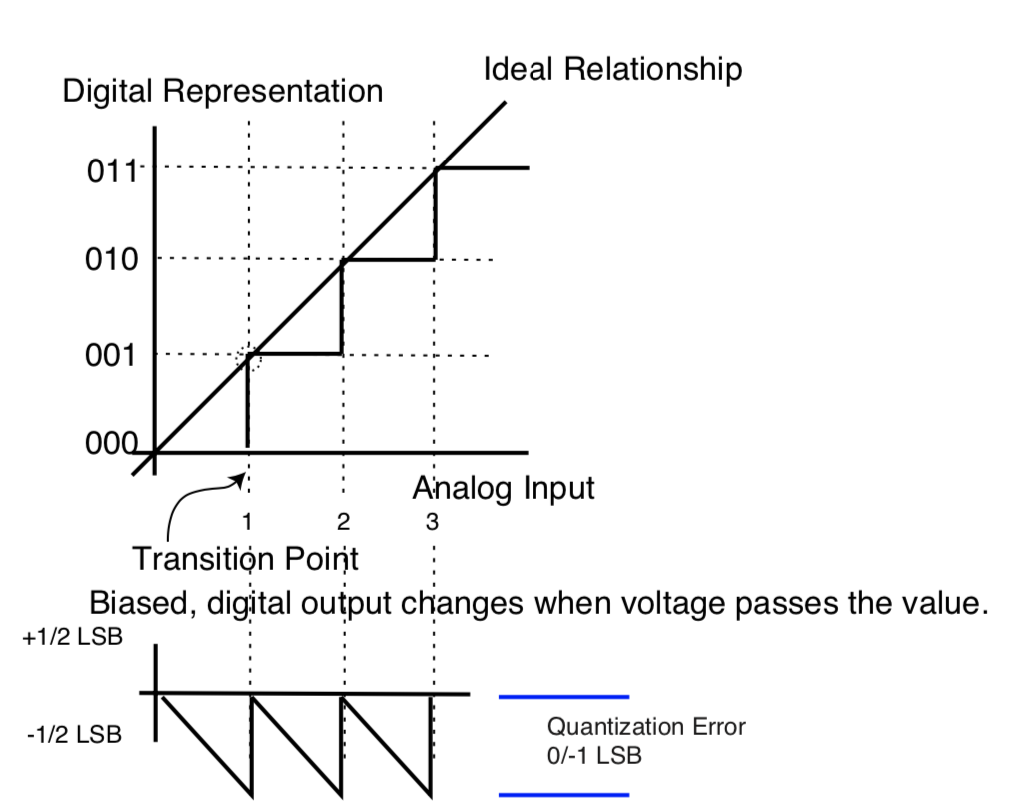 Ideal Relationship
Digital Representation
011
010
001
000
Analog Input
1 2 3
Transition Point
Biased, digital output changes when voltage passes the value.
+1/2 LSB
-1/2 LSB
Quantization Error
0/-1 LSB